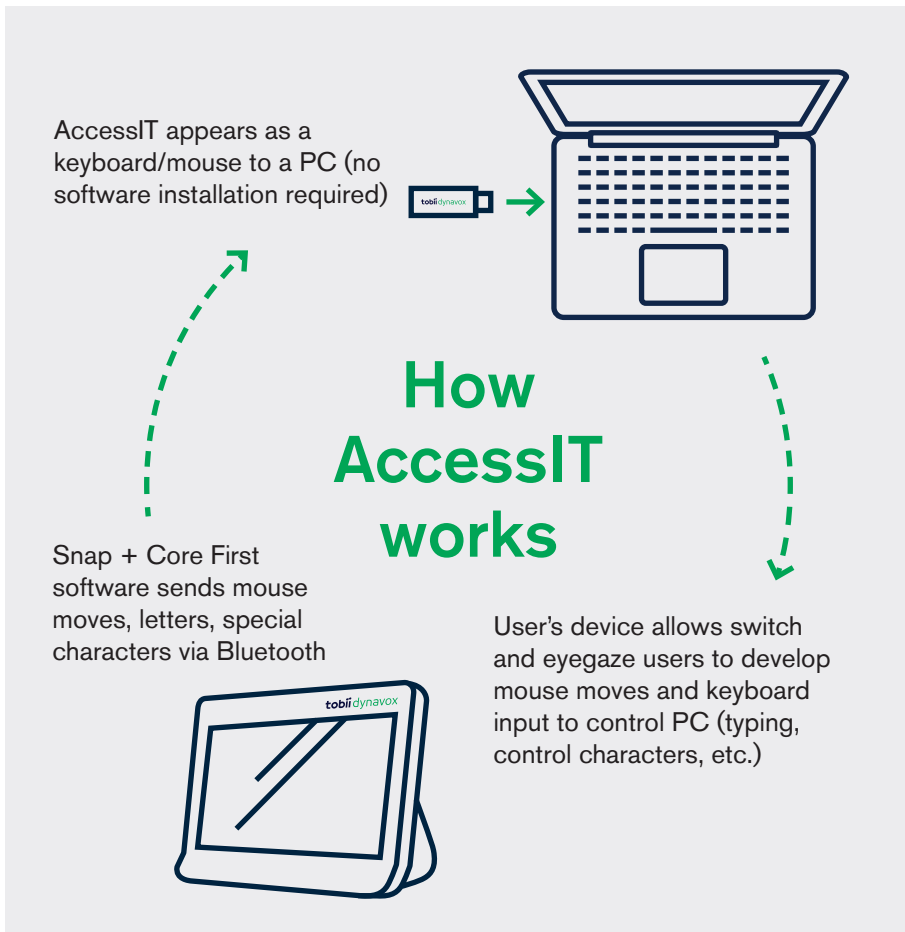 AccessIT appears as a
keyboard/mouse to a PC (no
software installation required)
tobii dynavox
How
AccessIT
works
Snap + Core First
software sends mouse
moves, letters, special
characters via Bluetooth
tobii dynavox
User’s device allows switch
and eyegaze users to develop
mouse moves and keyboard
input to control PC (typing,
control characters, etc.)